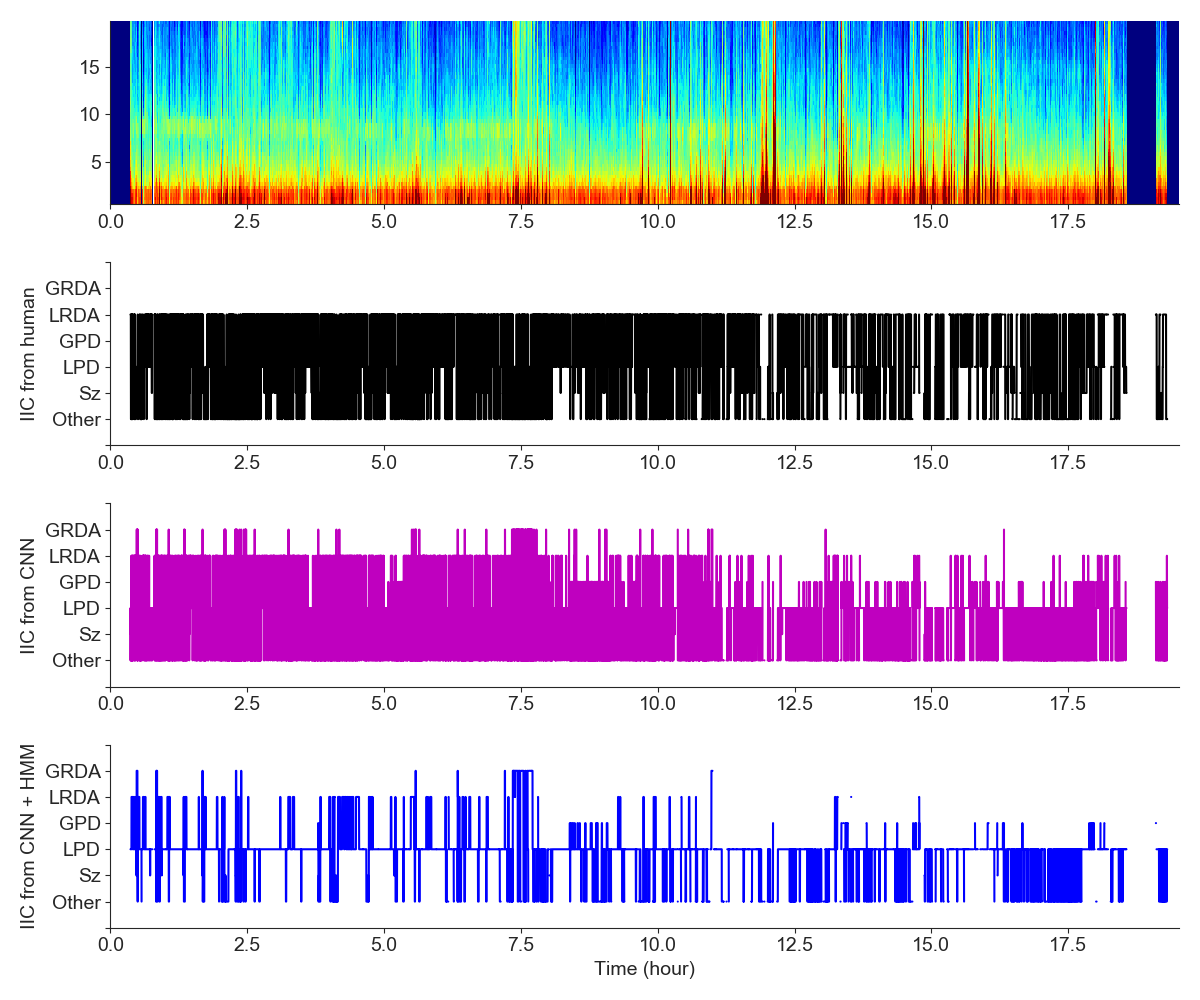 15
10
5
0.0 2.5 5.0 7.5 10.0 12.5 15.0 17.5
IIC from human
GRDA
LRDA
GPD
LPD
Sz
Other
0.0 2.5 5.0 7.5 10.0 12.5 15.0 17.5
IIC from CNN
GRDA
LRDA
GPD
LPD
Sz
Other
0.0 2.5 5.0 7.5 10.0 12.5 15.0 17.5
IIC from CNN + HMM
GRDA
LRDA
GPD
LPD
Sz
Other
0.0 2.5 5.0 7.5 10.0 12.5 15.0 17.5
Time (hour)